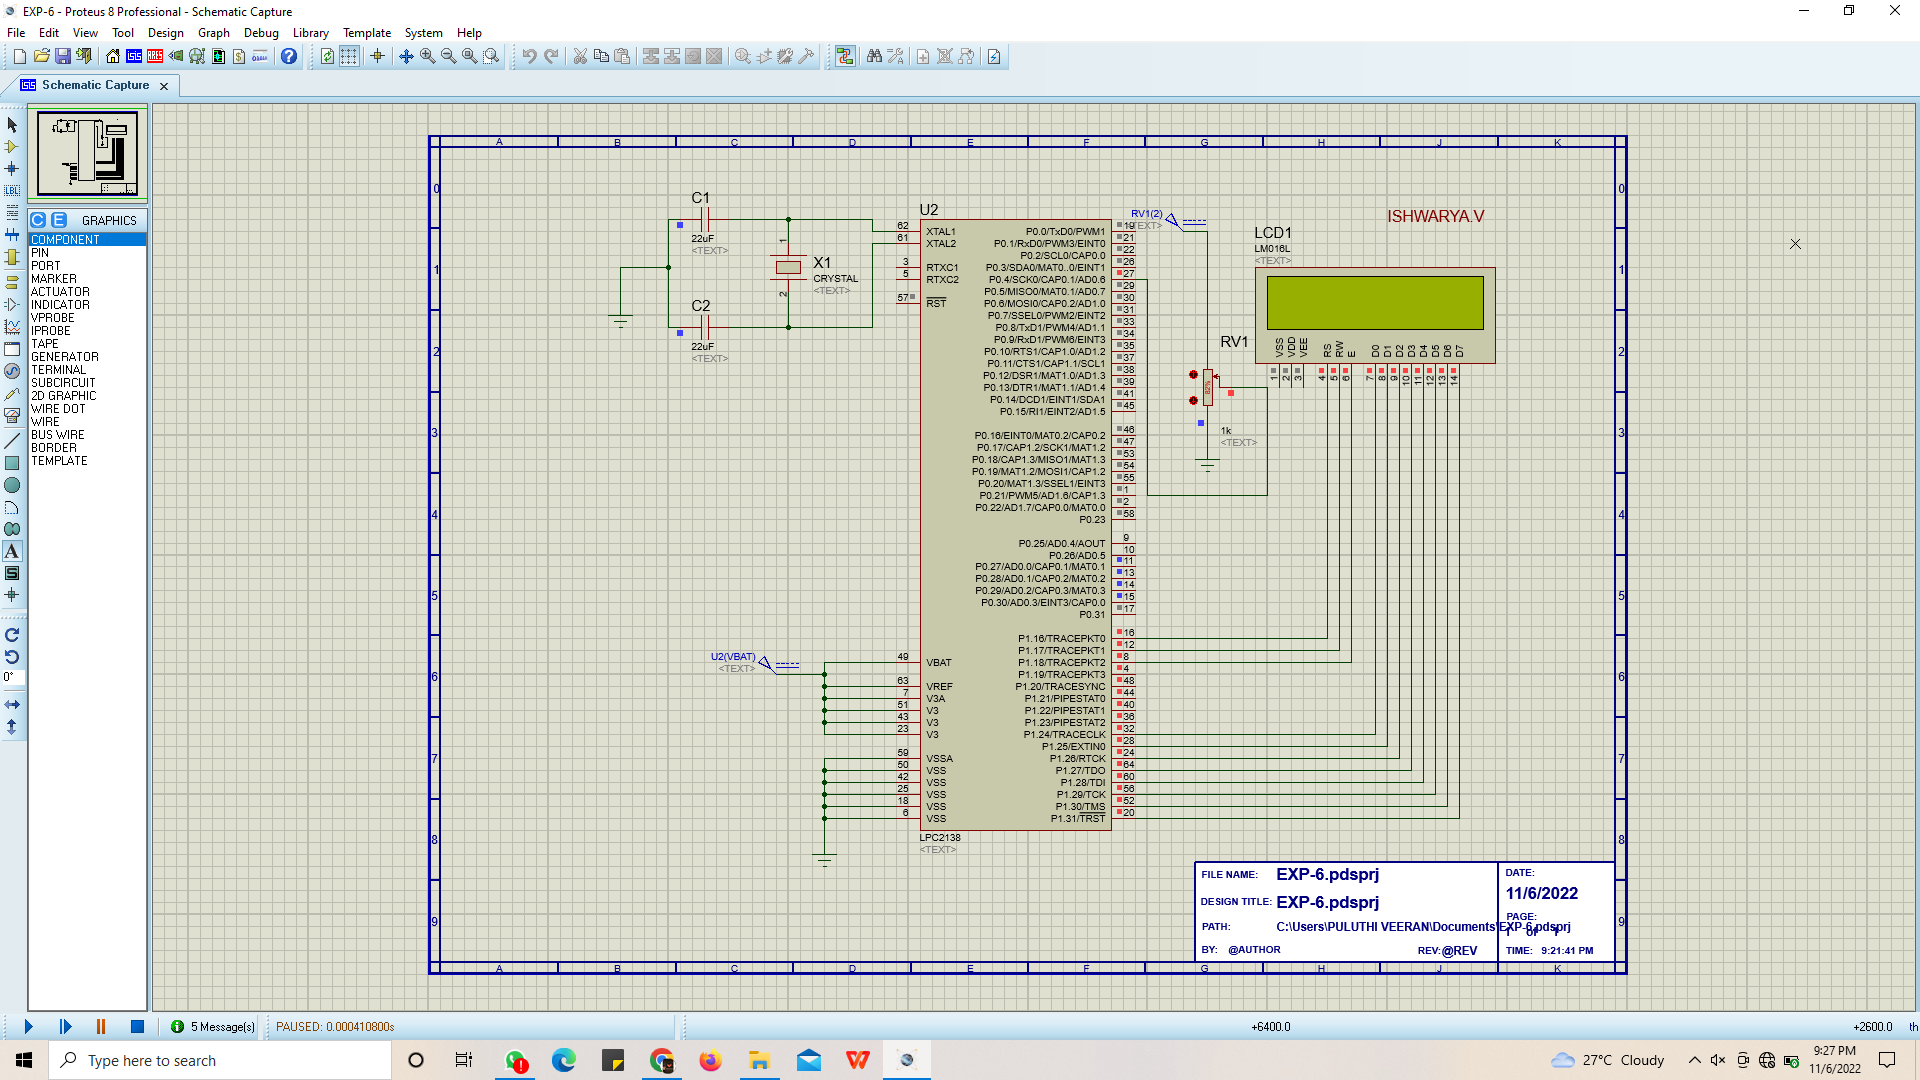 EXP-6 - Proteus 8 Professional - Schematic Capture
File Edit View Tool Design Graph Debug Library Template System Help
Schematic Capture
GRAPHICS
COMPONENT
PIN
PORT
MARKER
ACTUATOR
INDICATOR
VPROBE
IPROBE
TAPE
GENERATOR
TERMINAL
SUBCIRCUIT
2D GRAPHIC
WIRE DOT
WIRE
BUS WIRE
BORDER
TEMPLATE
0°
A B C D E F G H J K
0 1 2 3 4 5 6 7 8 9
C1
22uF
<TEXT>
C2
22uF
<TEXT>
X1
CRYSTAL
<TEXT>
1
2
U2
62 XTAL1
61 XTAL2
3 RTXC1
5 RTXC2
57 RST
49 VBAT
63 VREF
7 V3A
51 V3
43 V3
23 V3
59 VSSA
50 VSS
42 VSS
25 VSS
18 VSS
6 VSS
P0.0/TxD0/PWM1 19
P0.1/RxD0/PWM3/EINT0 21
P0.2/SCL0/CAP0.0 22
P0.3/SDA0/MAT0..0/EINT1 26
P0.4/SCK0/CAP0.1/AD0.6 27
P0.5/MISO0/MAT0.1/AD0.7 29
P0.6/MOSI0/CAP0.2/AD1.0 30
P0.7/SSEL0/PWM2/EINT2 31
P0.8/TxD1/PWM4/AD1.1 33
P0.9/RxD1/PWM6/EINT3 34
P0.10/RTS1/CAP1.0/AD1.2 35
P0.11/CTS1/CAP1.1/SCL1 37
P0.12/DSR1/MAT1.0/AD1.3 38
P0.13/DTR1/MAT1.1/AD1.4 39
P0.14/DCD1/EINT1/SDA1 41
P0.15/RI1/EINT2/AD1.5 45
P0.16/EINT0/MAT0.2/CAP0.2 46
P0.17/CAP1.2/SCK1/MAT1.2 47
P0.18/CAP1.3/MISO1/MAT1.3 53
P0.19/MAT1.2/MOSI1/CAP1.2 54
P0.20/MAT1.3/SSEL1/EINT3 55
P0.21/PWM5/AD1.6/CAP1.3 1
P0.22/AD1.7/CAP0.0/MAT0.0 2
P0.23 58
P0.25/AD0.4/AOUT 9
P0.26/AD0.5 10
P0.27/AD0.0/CAP0.1/MAT0.1 11
P0.28/AD0.1/CAP0.2/MAT0.2 13
P0.29/AD0.2/CAP0.3/MAT0.3 14
P0.30/AD0.3/EINT3/CAP0.0 15
P0.31 17
P1.16/TRACEPKT0 16
P1.17/TRACEPKT1 12
P1.18/TRACEPKT2 8
P1.19/TRACEPKT3 4
P1.20/TRACESYNC 48
P1.21/PIPESTAT0 44
P1.22/PIPESTAT1 40
P1.23/PIPESTAT2 36
P1.24/TRACECLK 32
P1.25/EXTIN0 28
P1.26/RTCK 24
P1.27/TDO 64
P1.28/TDI 60
P1.29/TCK 56
P1.30/TMS 52
P1.31/TRST 20
LPC2138
<TEXT>
U2(VBAT)
<TEXT>
RV1(2)
<TEXT>
RV1
82%
1k
<TEXT>
ISHWARYA.V
LCD1
LM016L
<TEXT>
VSS VDD VEE RS RW E D0 D1 D2 D3 D4 D5 D6 D7
1 2 3 4 5 6 7 8 9 10 11 12 13 14
FILE NAME: EXP-6.pdsprj
DESIGN TITLE: EXP-6.pdsprj
PATH: C:\Users\PULUTHI VEERAN\Documents\EXP-6.pdsprj
BY: @AUTHOR REV:@REV
DATE:
11/6/2022
PAGE:
1 of 1
TIME: 9:21:41 PM
A B C D E F G H J K
5 Message(s) PAUSED: 0.000410800s +6400.0 +2600.0 th
Type here to search
27°C Cloudy
9:27 PM
11/6/2022